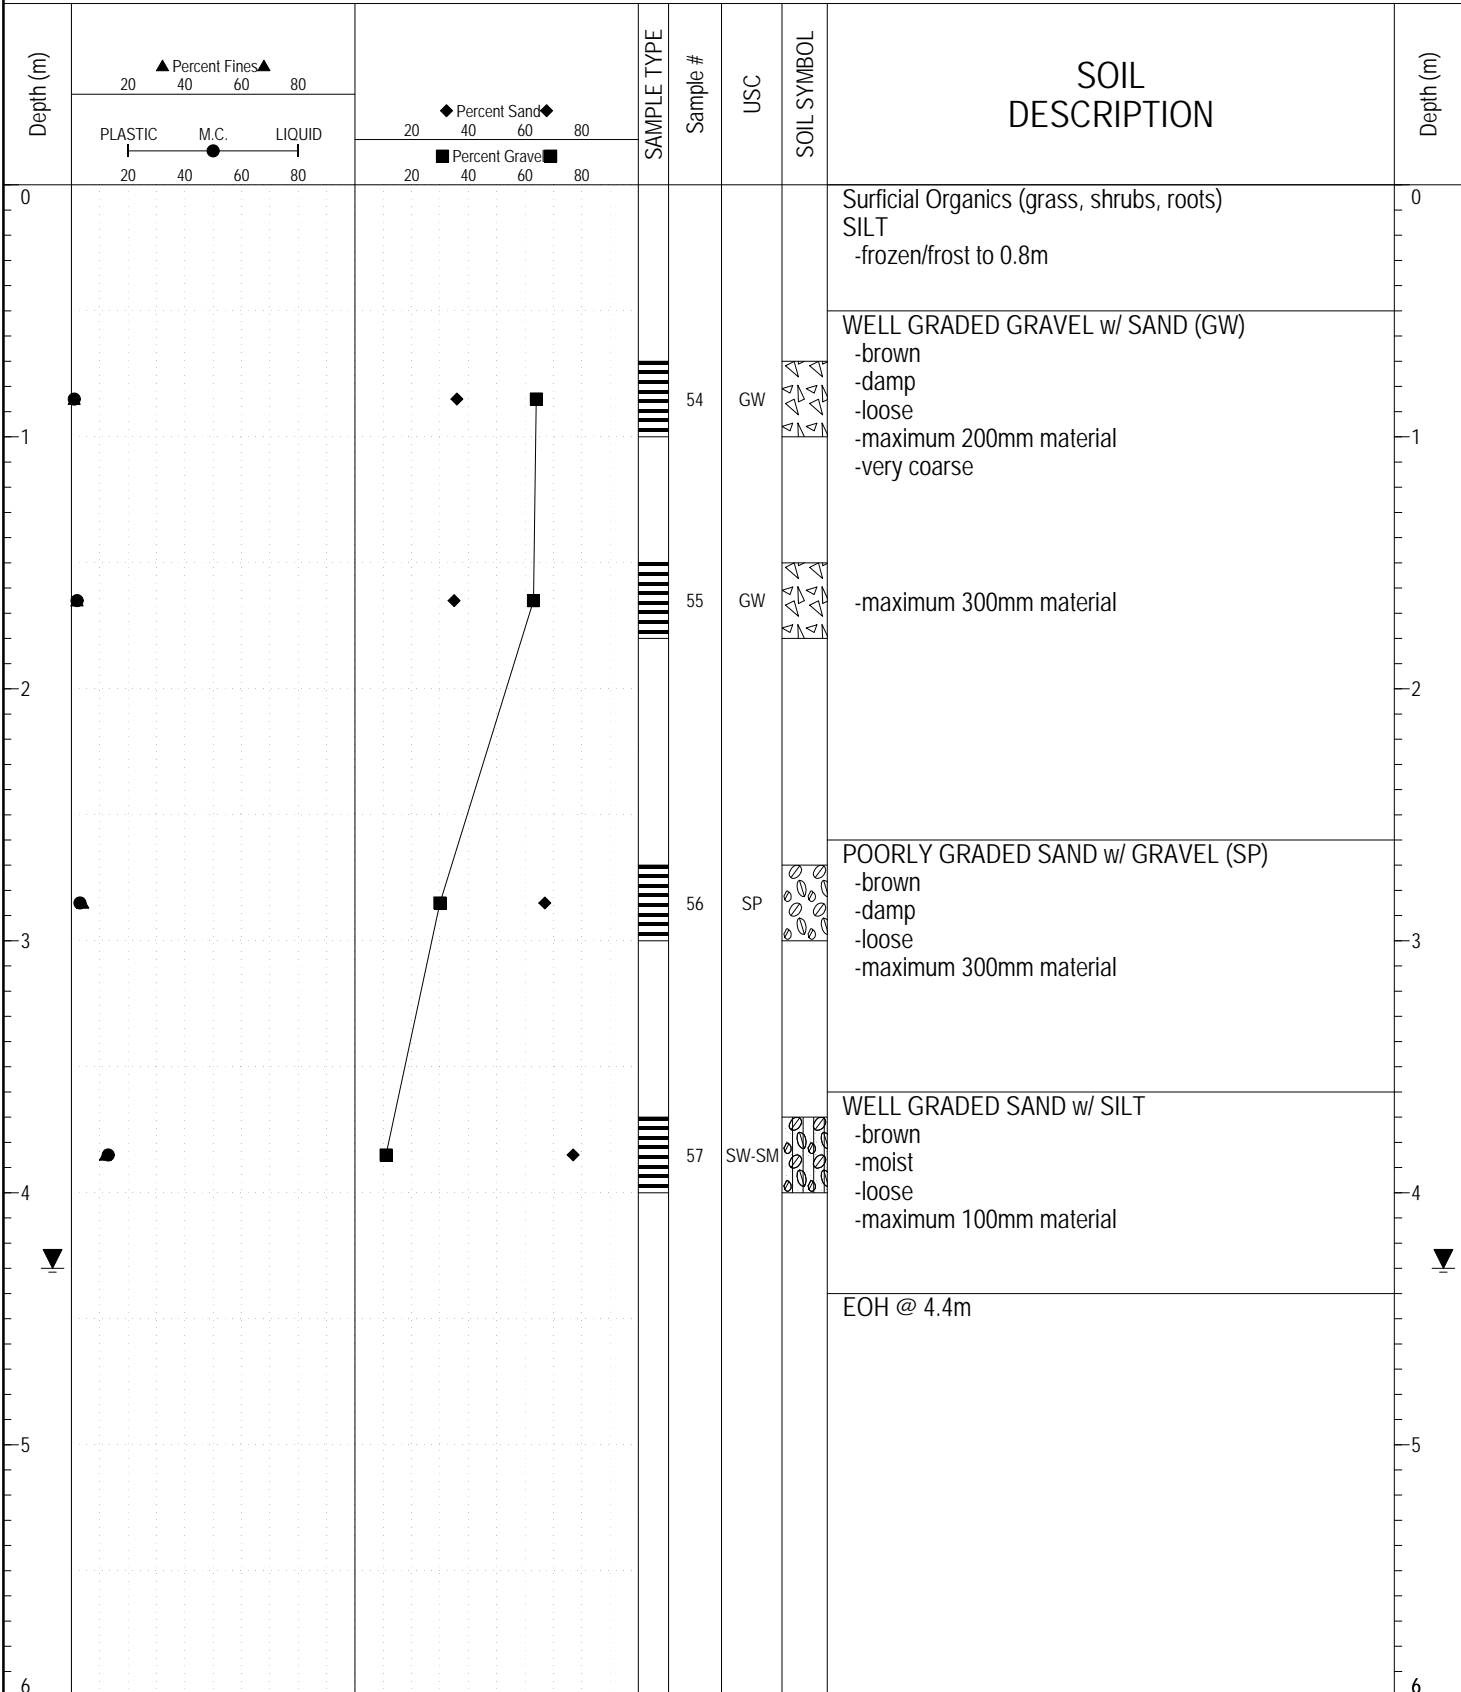 Depth (m)
Percent Fines
20 40 60 80
PLASTIC M.C. LIQUID
20 40 60 80
Percent Sand
20 40 60 80
Percent Gravel
20 40 60 80
SAMPLE TYPE
Sample #
USC
SOIL SYMBOL
SOIL
DESCRIPTION
Depth (m)
0 Surficial Organics (grass, shrubs, roots) 0
SILT
-frozen/frost to 0.8m
WELL GRADED GRAVEL w/ SAND (GW)
-brown
-damp
54 GW -loose
1 -maximum 200mm material 1
-very coarse
55 GW -maximum 300mm material
2 2
POORLY GRADED SAND w/ GRAVEL (SP)
-brown
56 SP -damp
3 -loose 3
-maximum 300mm material
WELL GRADED SAND w/ SILT
-brown
57 SW-SM -moist
4 -loose 4
-maximum 100mm material
EOH @ 4.4m
5 5
6 6